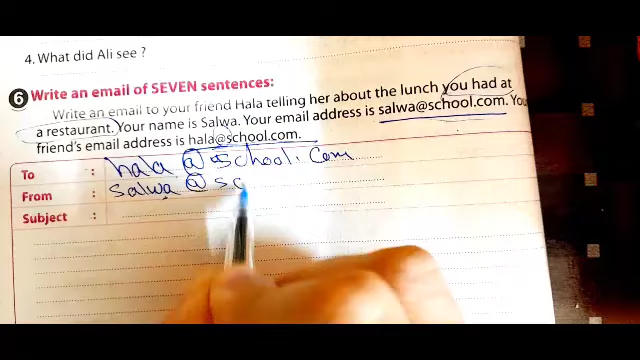 4. What did Ali see ?
6 Write an email of SEVEN sentences:
Write an email to your friend Hala telling her about the lunch you had at
a restaurant. Your name is Salwa. Your email address is salwa@school.com. You
friend's email address is hala@school.com.
To : hala @ school. Com
From : Salwa @ sc
Subject :